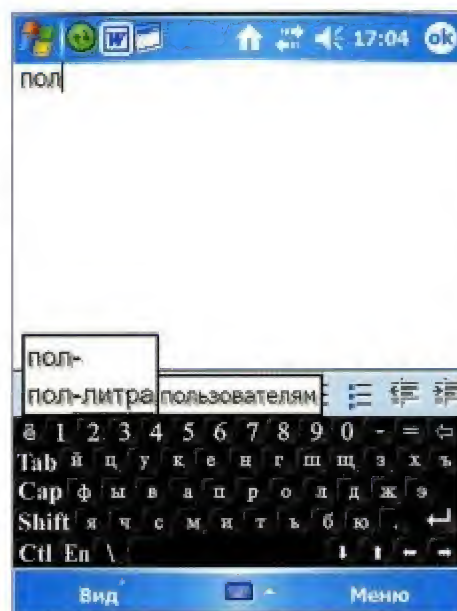 17:04 ok
пол
пол-
пол-литра пользователям
ё 1 2 3 4 5 6 7 8 9 0 - = ⇦
Tab й ц у к е н г ш щ з х ъ
Cap ф ы в а п р о л д ж э
Shift я ч с м и т ь б ю . ↵
Ctl En \ ⬇ ⬆ ⬅ ➡
Вид Меню